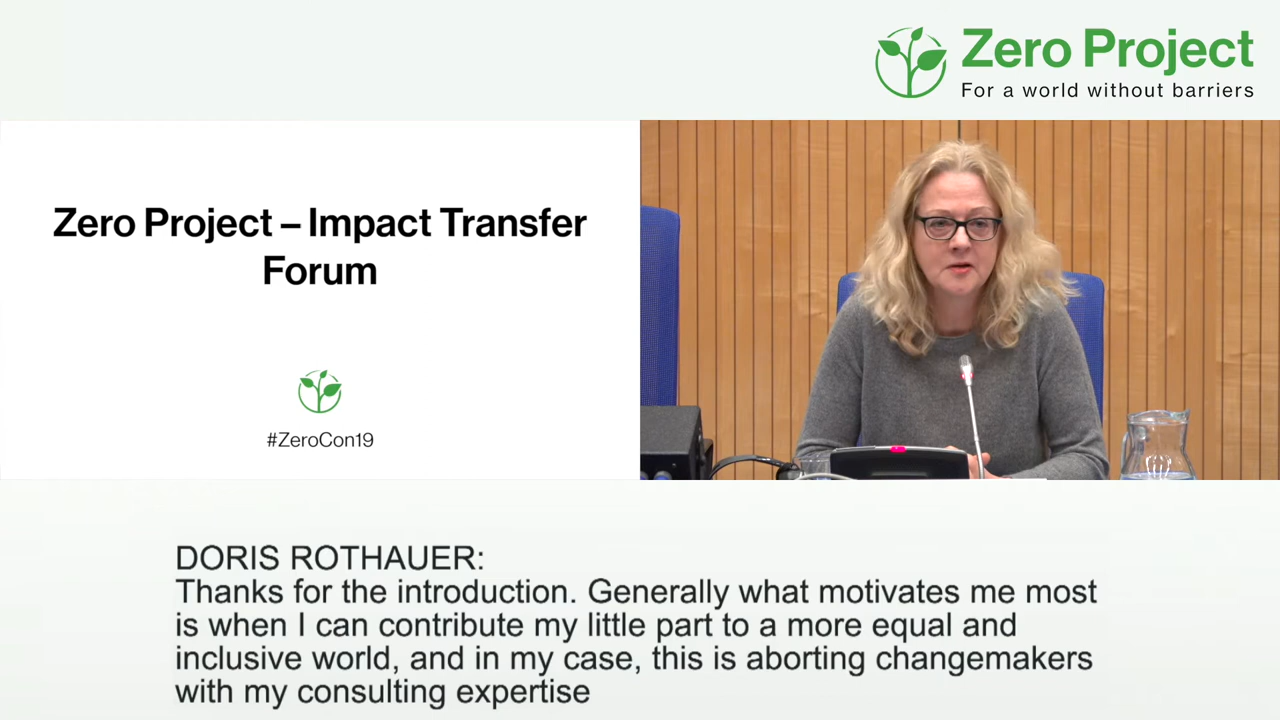 Zero Project
For a world without barriers
Zero Project – Impact Transfer
Forum
#ZeroCon19
DORIS ROTHAUER:
Thanks for the introduction. Generally what motivates me most
is when I can contribute my little part to a more equal and
inclusive world, and in my case, this is aborting changemakers
with my consulting expertise